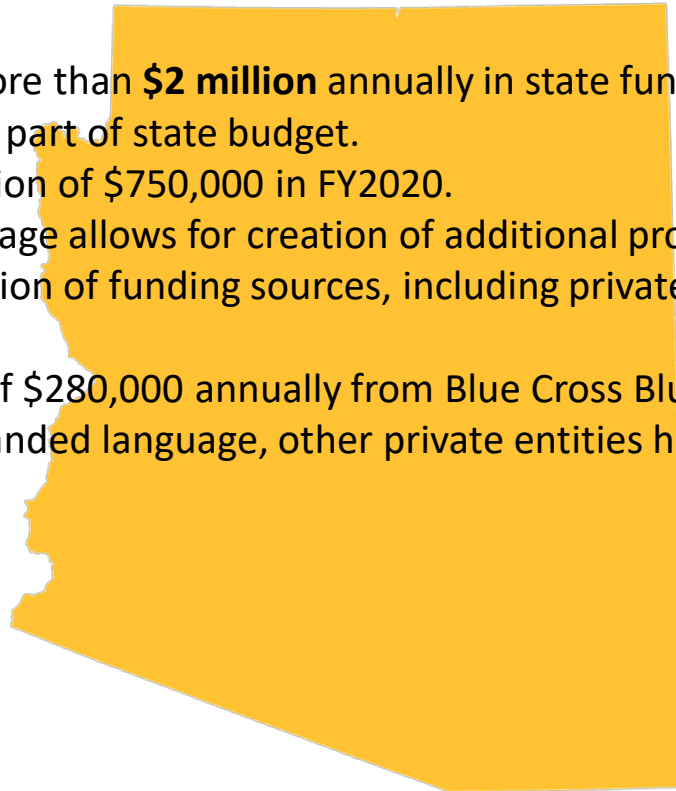 ore than $2 million annually in state fun
part of state budget.
ion of $750,000 in FY2020.
age allows for creation of additional pro
ion of funding sources, including private
f $280,000 annually from Blue Cross Blu
anded language, other private entities h